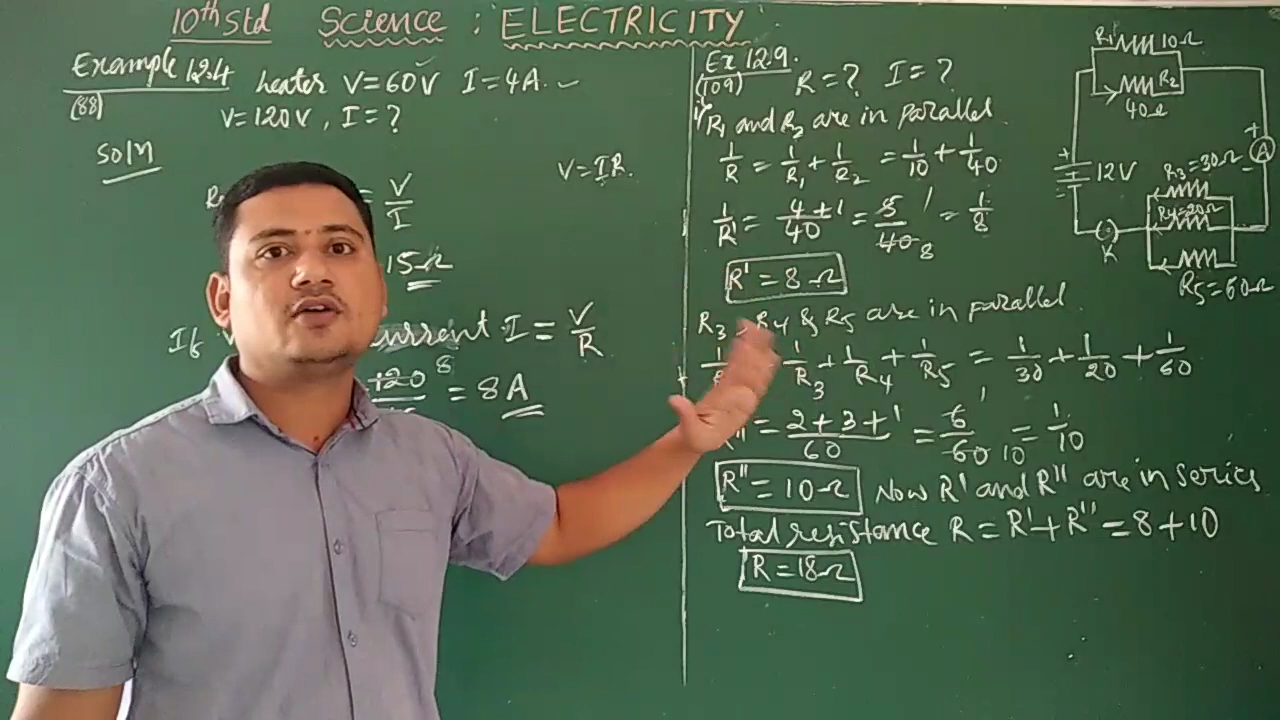 10th Std Science : ELECTRICITY
Example 12.4 heater V=60V I=4A.
(88)
V=120V, I=?
Soln
V=IR.
= V/I
15Ω
If current I = V/R
120 8 = 8A
Ex 12.9.
(109) R=? I=?
R1 and R2 are in parallel
1/R = 1/R1 + 1/R2 = 1/10 + 1/40
1/R' = 4+1/40 = 5/40 1 8 = 1/8
R' = 8Ω
R3, R4 & R5 are in parallel
1/R3 + 1/R4 + 1/R5 = 1/30 + 1/20 + 1/60
= 2+3+1/60 = 6/60 1 10 = 1/10
R'' = 10Ω Now R' and R'' are in series
Total resistance R = R'+R'' = 8+10
R = 18Ω
R1 10Ω
R2
40Ω
+ 12V
K
+ A -
R3=30Ω
R4=20Ω
R5=60Ω